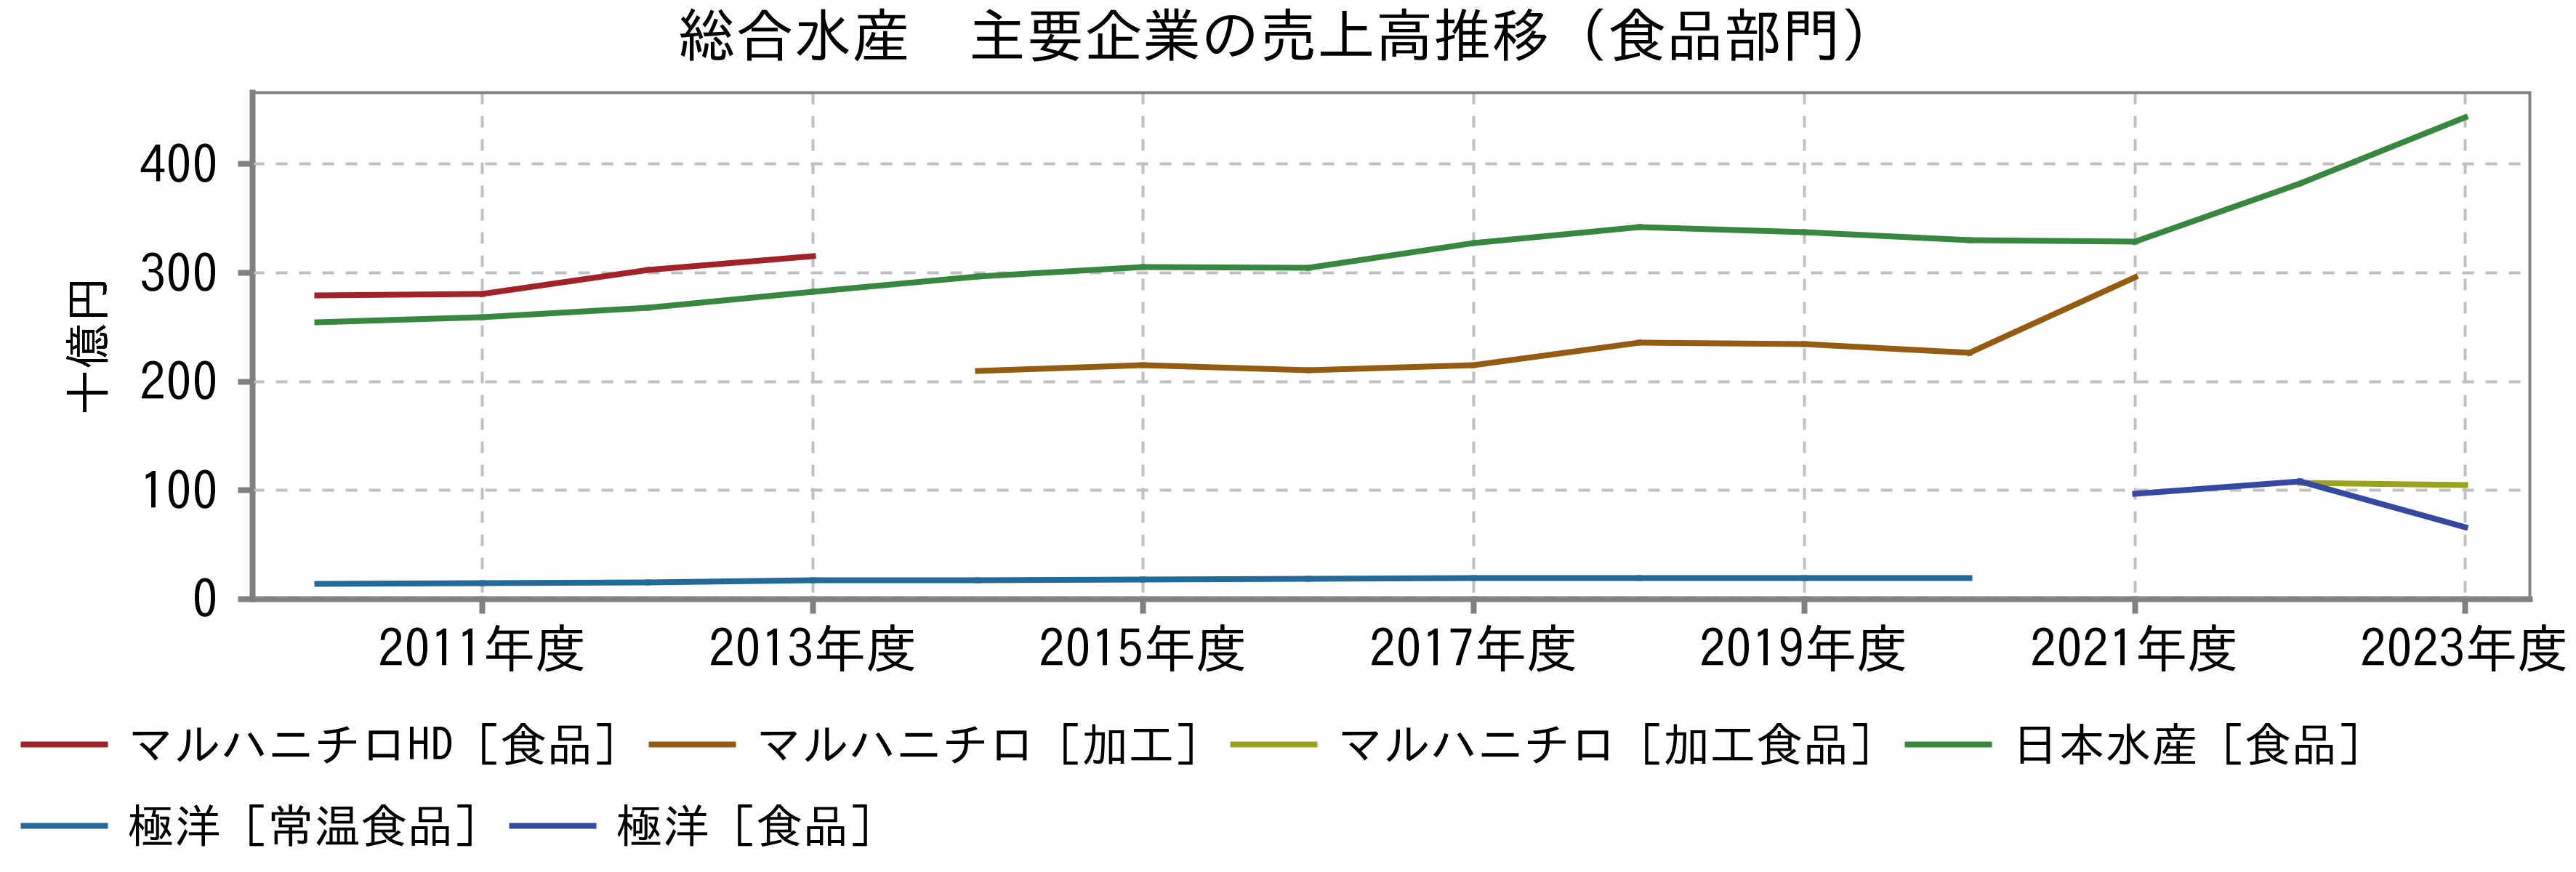 総合水産　主要企業の売上高推移（食品部門）
十億円
400
300
200
100
0
2011年度 2013年度 2015年度 2017年度 2019年度 2021年度 2023年度
マルハニチロHD［食品］ マルハニチロ［加工］ マルハニチロ［加工食品］ 日本水産［食品］
極洋［常温食品］ 極洋［食品］